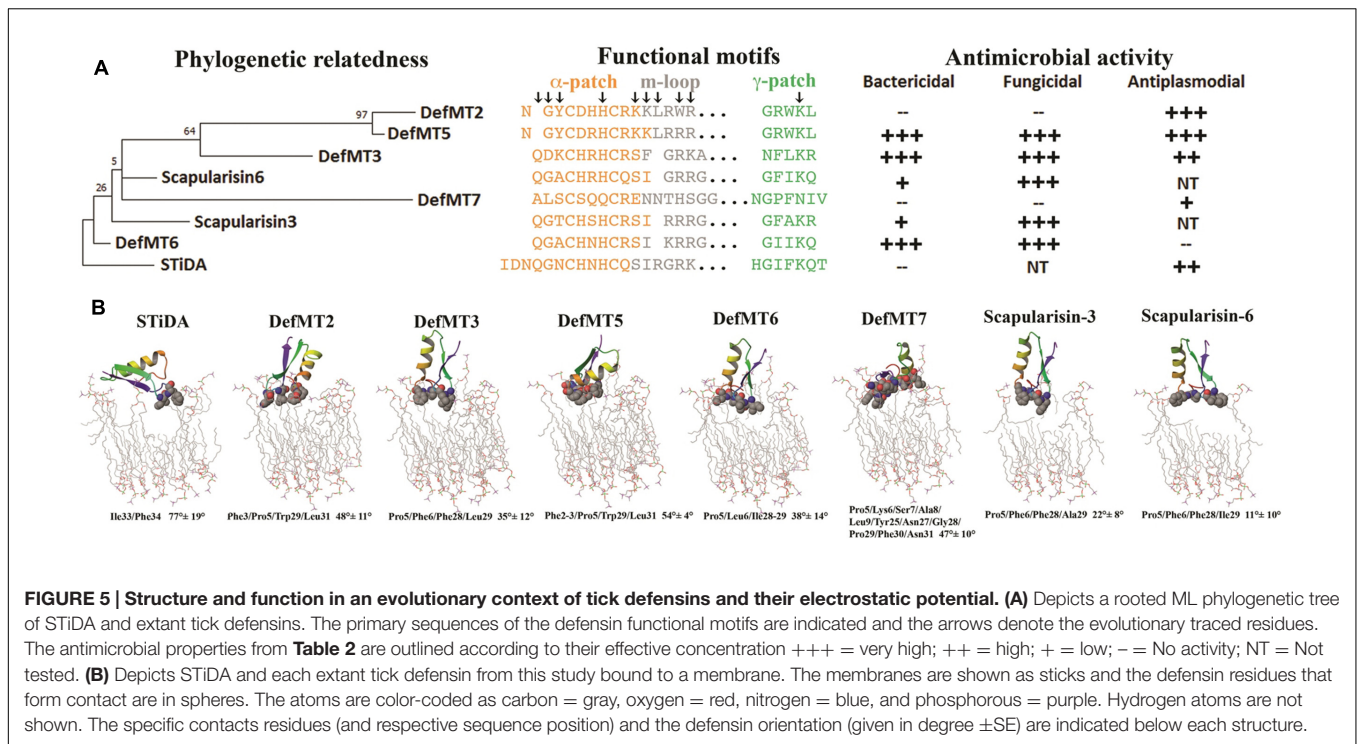 A
Phylogenetic relatedness
Functional motifs
Antimicrobial activity
α-patch m-loop γ-patch
Bactericidal Fungicidal Antiplasmodial
97 DefMT2 N GYCDHHCRKKLRWR... GRWKL -- -- +++
64 DefMT5 N GYCDRHCRKKLRRR... GRWKL +++ +++ +++
5 DefMT3 QDKCHRHCRSF GRKA... NFLKR +++ +++ ++
Scapularisin6 QGACHRHCQSI GRRG... GFIKQ + +++ NT
26 DefMT7 ALSCSQQCRENNTHSGG...NGPFNIV -- -- +
Scapularisin3 QGTCHSHCRSI RRRG... GFAKR + +++ NT
DefMT6 QGACHNHCRSI KRRG... GIIKQ +++ +++ --
STiDA IDNQGNCHNHCQSIRGRK... HGIFKQT -- NT ++
B
STiDA DefMT2 DefMT3 DefMT5 DefMT6 DefMT7 Scapularisin-3 Scapularisin-6
Ile33/Phe34 77°± 19°
Phe3/Pro5/Trp29/Leu31 48°± 11°
Pro5/Phe6/Phe28/Leu29 35°± 12°
Phe2-3/Pro5/Trp29/Leu31 54°± 4°
Pro5/Leu6/Ile28-29 38°± 14°
Pro5/Lys6/Ser7/Ala8/
Leu9/Tyr25/Asn27/Gly28/
Pro29/Phe30/Asn31 47°± 10°
Pro5/Phe6/Phe28/Ala29 22°± 8°
Pro5/Phe6/Phe28/Ile29 11°± 10°
FIGURE 5 | Structure and function in an evolutionary context of tick defensins and their electrostatic potential. (A) Depicts a rooted ML phylogenetic tree
of STiDA and extant tick defensins. The primary sequences of the defensin functional motifs are indicated and the arrows denote the evolutionary traced residues.
The antimicrobial properties from Table 2 are outlined according to their effective concentration +++ = very high; ++ = high; + = low; – = No activity; NT = Not
tested. (B) Depicts STiDA and each extant tick defensin from this study bound to a membrane. The membranes are shown as sticks and the defensin residues that
form contact are in spheres. The atoms are color-coded as carbon = gray, oxygen = red, nitrogen = blue, and phosphorous = purple. Hydrogen atoms are not
shown. The specific contacts residues (and respective sequence position) and the defensin orientation (given in degree ±SE) are indicated below each structure.